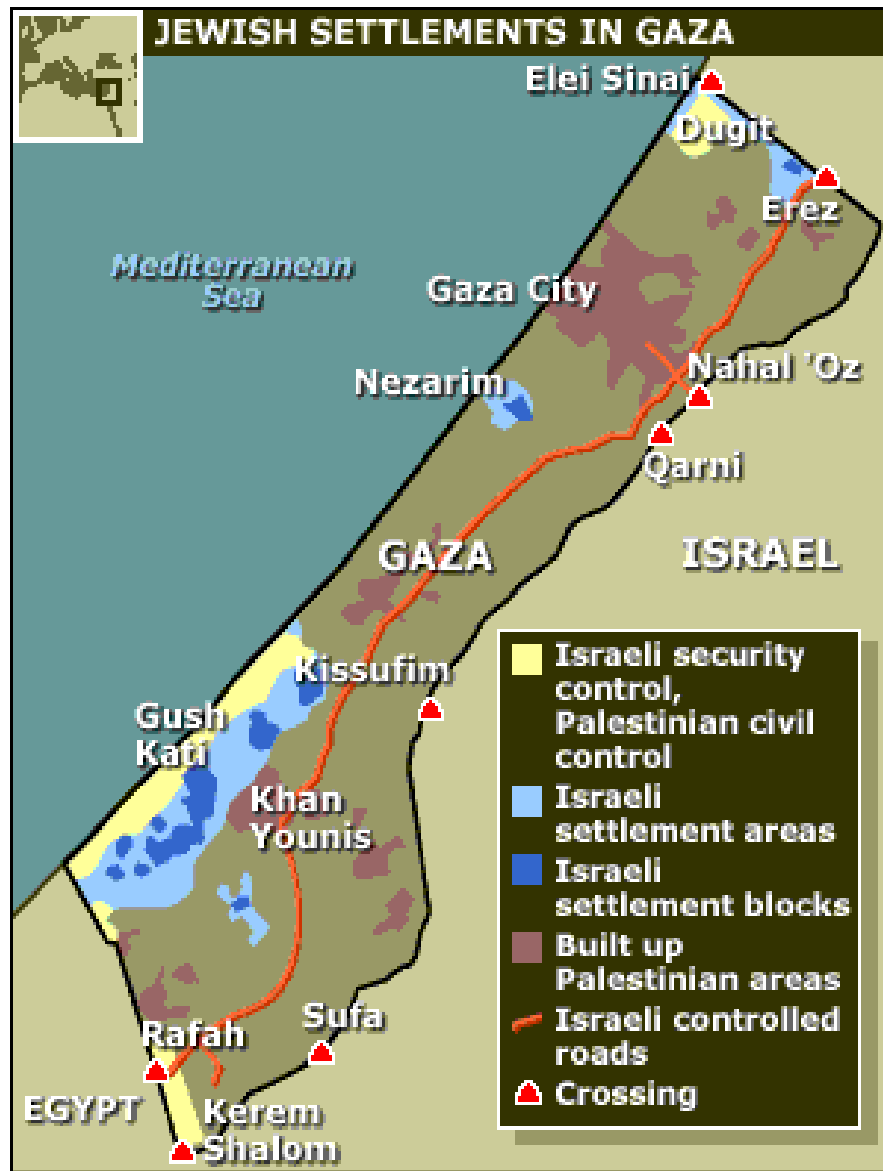 JEWISH SETTLEMENTS IN GAZA
Elei Sinai
Dugit
Erez
Mediterranean
Sea
Gaza City
Nahal 'Oz
Nezarim
Qarni
GAZA
ISRAEL
Kissufim
Gush
Kati
Khan
Younis
Sufa
Rafah
EGYPT
Kerem
Shalom
Israeli security
control,
Palestinian civil
control
Israeli
settlement areas
Israeli
settlement blocks
Built up
Palestinian areas
Israeli controlled
roads
Crossing